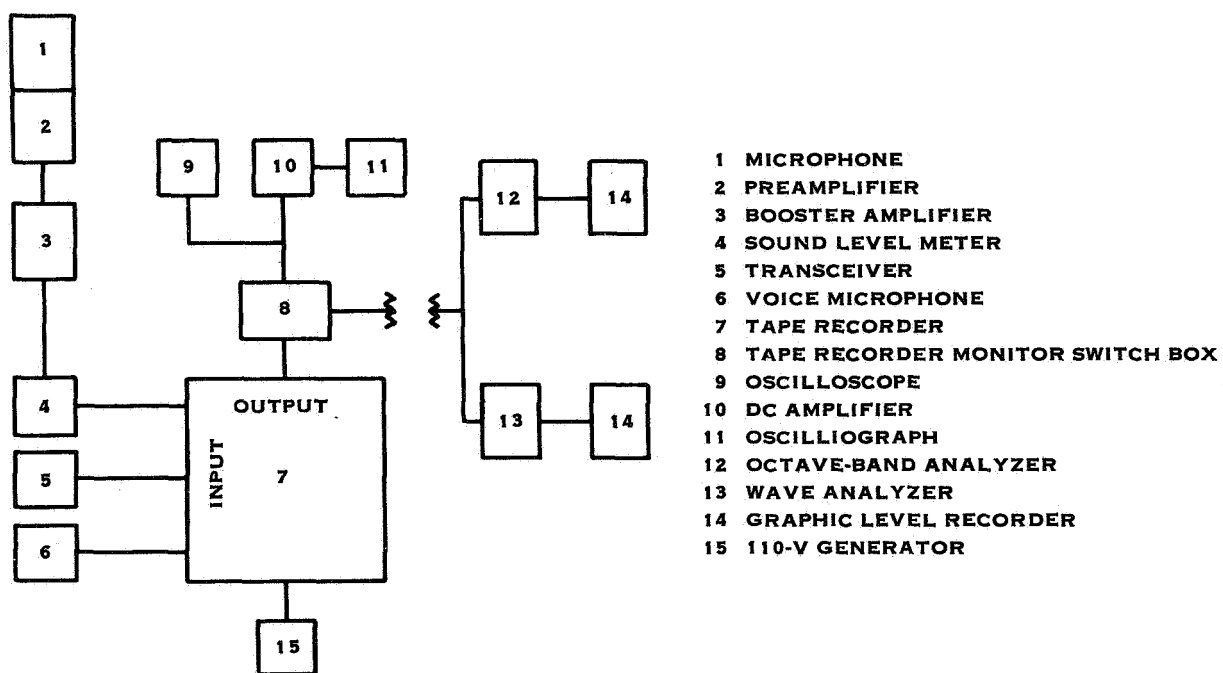 1
2
3
4
5
6
7
8
9
10
11
12
13
14
14
15
INPUT
OUTPUT
1 MICROPHONE
2 PREAMPLIFIER
3 BOOSTER AMPLIFIER
4 SOUND LEVEL METER
5 TRANSCEIVER
6 VOICE MICROPHONE
7 TAPE RECORDER
8 TAPE RECORDER MONITOR SWITCH BOX
9 OSCILLOSCOPE
10 DC AMPLIFIER
11 OSCILLIOGRAPH
12 OCTAVE-BAND ANALYZER
13 WAVE ANALYZER
14 GRAPHIC LEVEL RECORDER
15 110-V GENERATOR